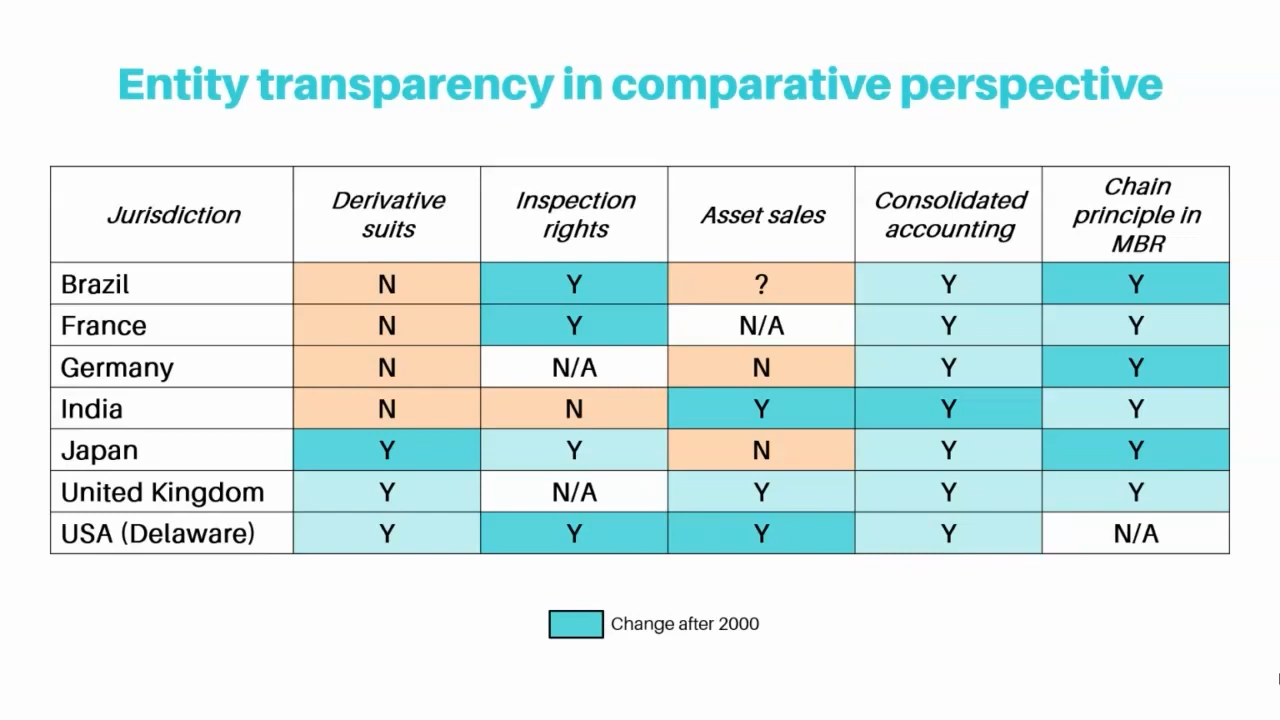 Entity transparency in comparative perspective
Jurisdiction
Derivative
suits
Inspection
rights
Asset sales
Consolidated
accounting
Chain
principle in
MBR
Brazil N Y ? Y Y
France N Y N/A Y Y
Germany N N/A N Y Y
India N N Y Y Y
Japan Y Y N Y Y
United Kingdom Y N/A Y Y Y
USA (Delaware) Y Y Y Y N/A
Change after 2000